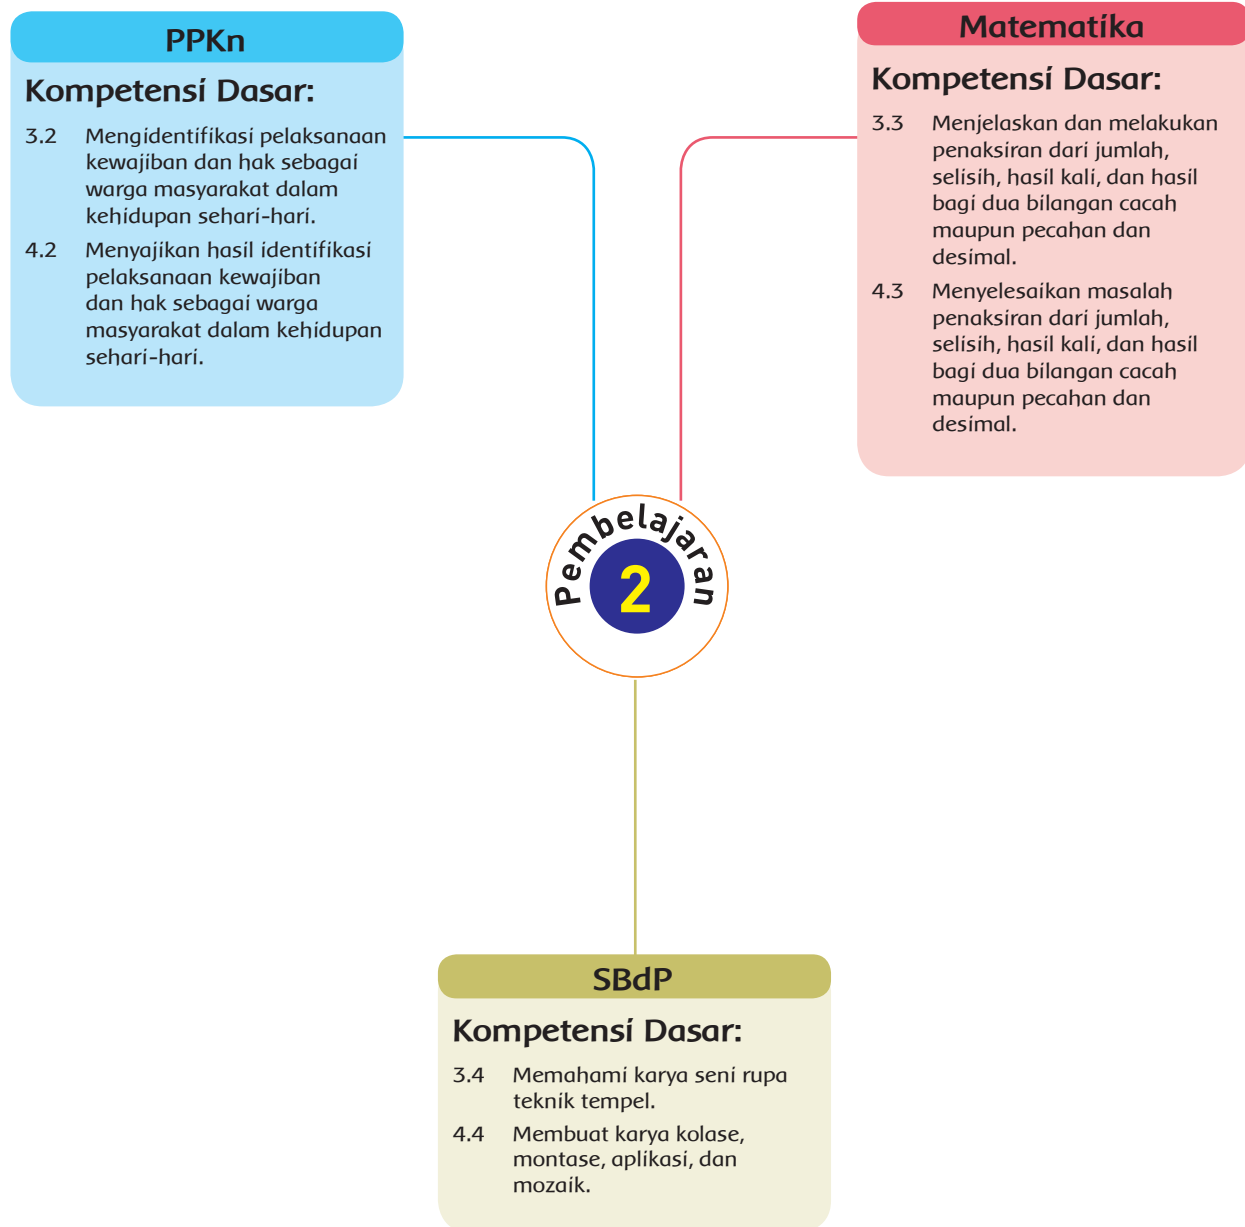 PPKn
Kompetensi Dasar:
3.2 Mengidentifikasi pelaksanaan
kewajiban dan hak sebagai
warga masyarakat dalam
kehidupan sehari-hari.
4.2 Menyajikan hasil identifikasi
pelaksanaan kewajiban
dan hak sebagai warga
masyarakat dalam kehidupan
sehari-hari.
Matematika
Kompetensi Dasar:
3.3 Menjelaskan dan melakukan
penaksiran dari jumlah,
selisih, hasil kali, dan hasil
bagi dua bilangan cacah
maupun pecahan dan
desimal.
4.3 Menyelesaikan masalah
penaksiran dari jumlah,
selisih, hasil kali, dan hasil
bagi dua bilangan cacah
maupun pecahan dan
desimal.
Pembelajaran
2
SBdP
Kompetensi Dasar:
3.4 Memahami karya seni rupa
teknik tempel.
4.4 Membuat karya kolase,
montase, aplikasi, dan
mozaik.